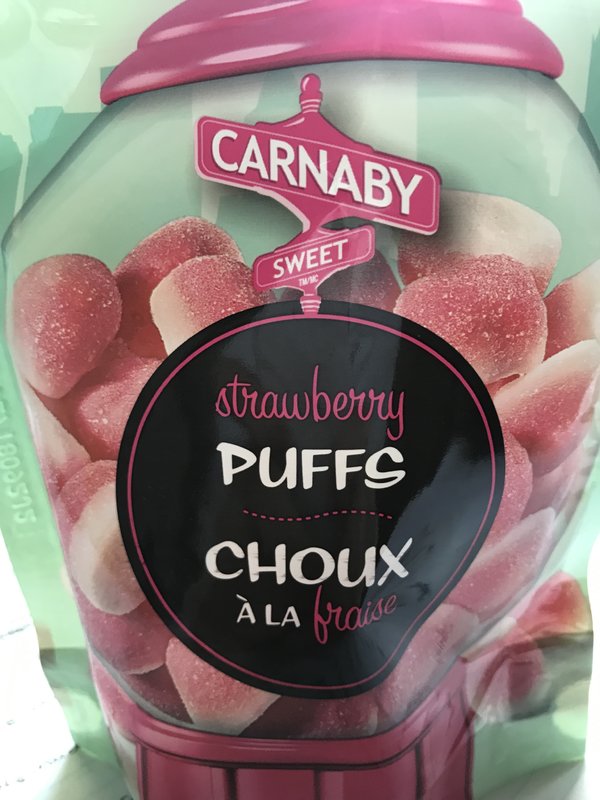 CARNABY
SWEET
TM/MC
strawberry
PUFFS
CHOUX
À LA fraise